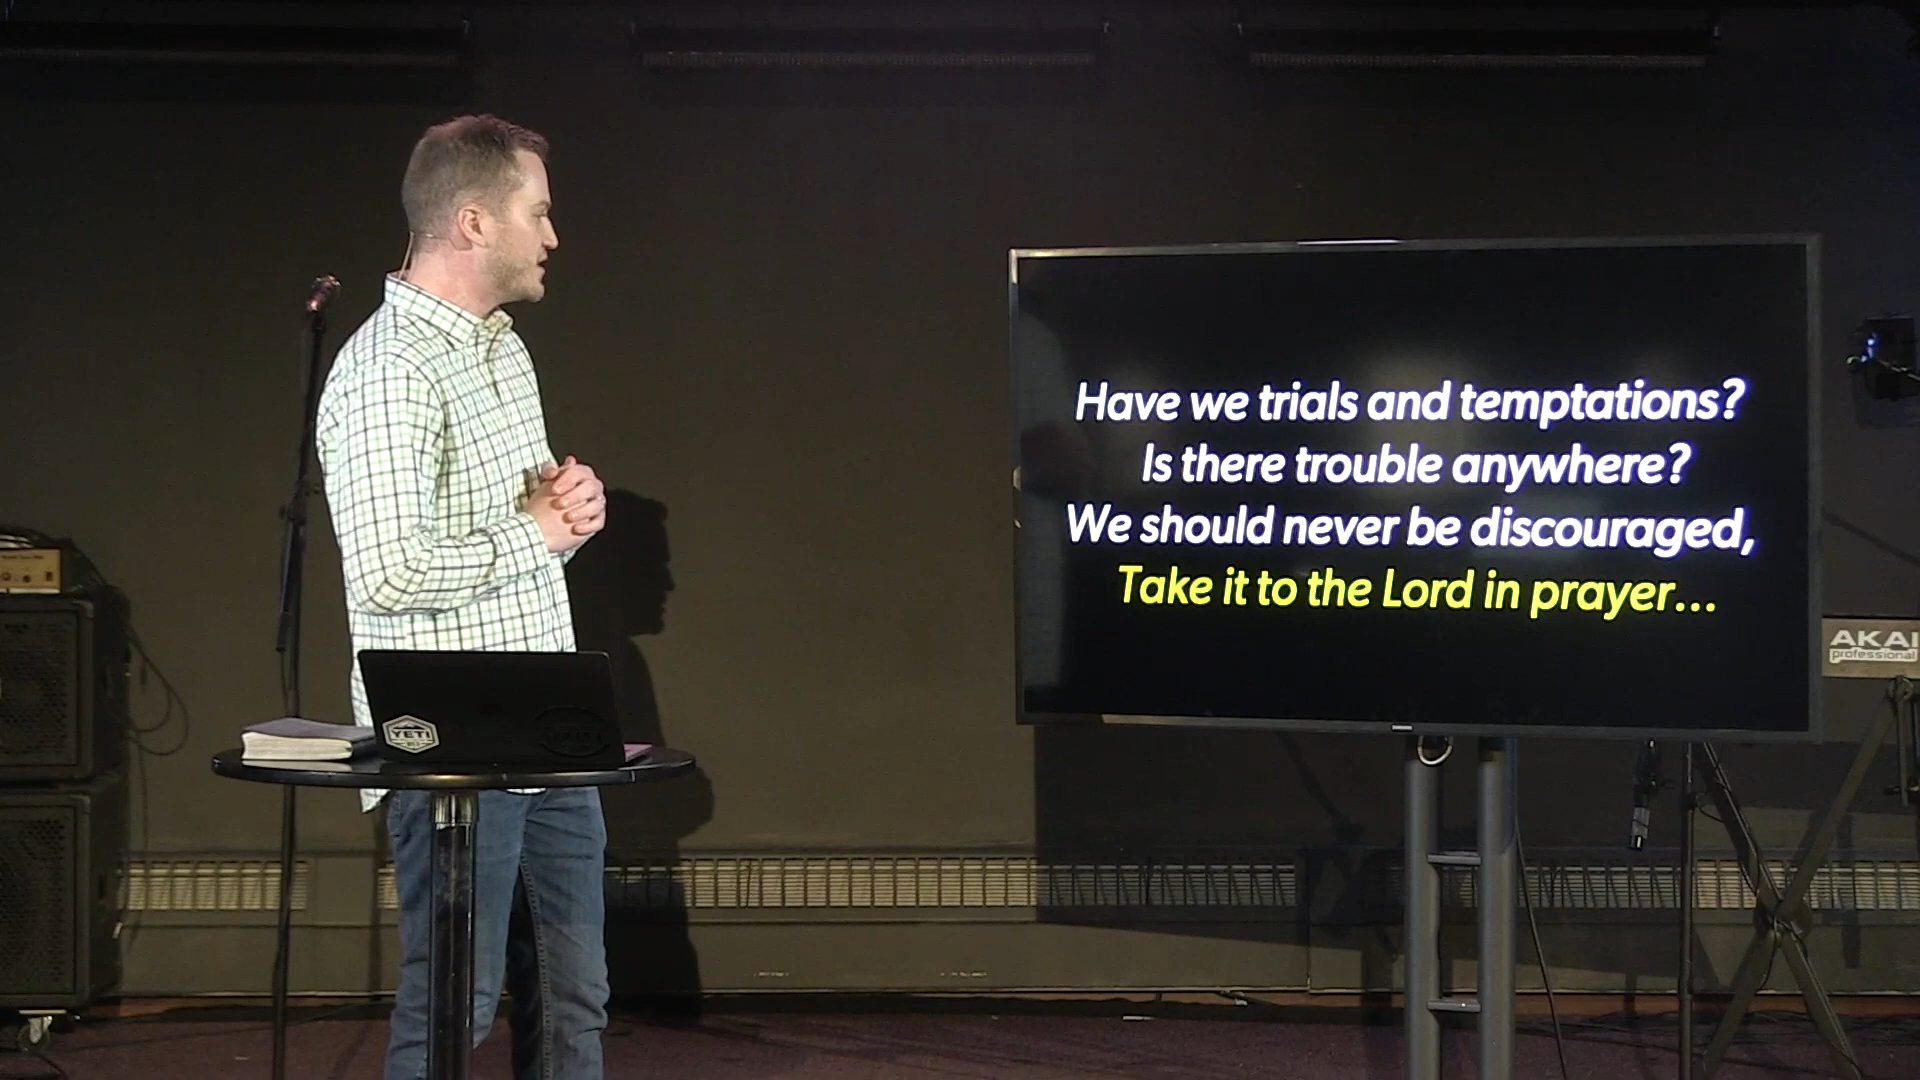 Have we trials and temptations?
Is there trouble anywhere?
We should never be discouraged,
Take it to the Lord in prayer...
AKAI
professional
YETI
SAMSUNG